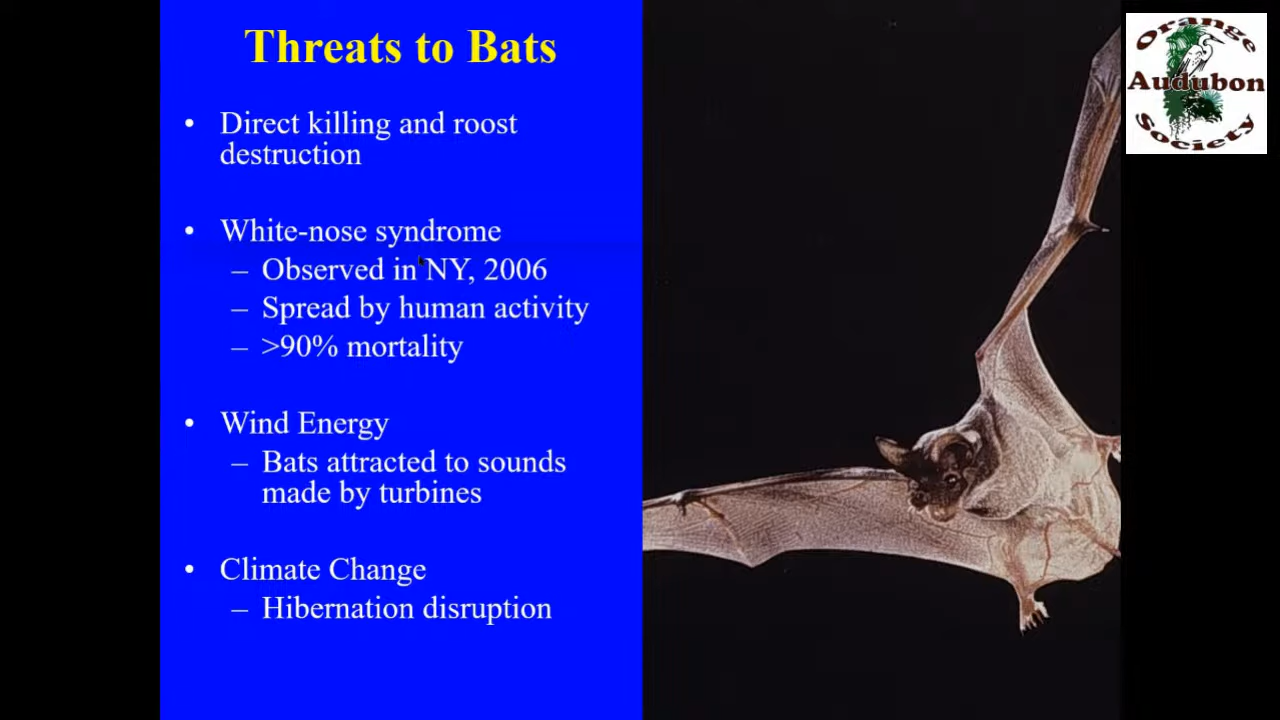 Threats to Bats
• Direct killing and roost
destruction
• White-nose syndrome
– Observed in NY, 2006
– Spread by human activity
– >90% mortality
• Wind Energy
– Bats attracted to sounds
made by turbines
• Climate Change
– Hibernation disruption
Orange
Audubon
Society